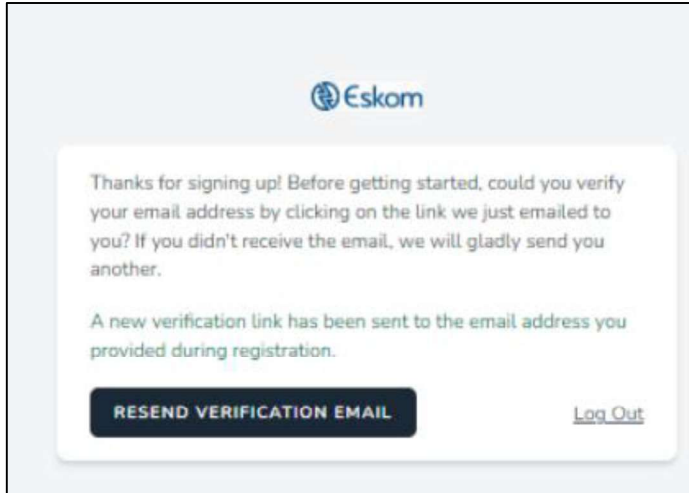 Eskom
Thanks for signing up! Before getting started, could you verify
your email address by clicking on the link we just emailed to
you? If you didn't receive the email, we will gladly send you
another.
A new verification link has been sent to the email address you
provided during registration.
RESEND VERIFICATION EMAIL
Log Out